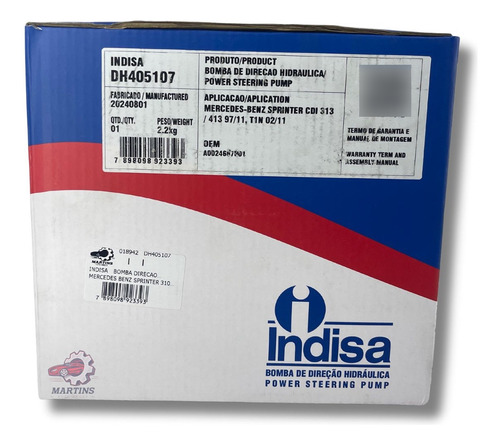 INDISA
DH405107
FABRICADO / MANUFACTURED
20240801
QTD./QTY.
01
PESO/WEIGHT
2.2kg
7 898098 923393
PRODUTO/PRODUCT
BOMBA DE DIRECAO HIDRAULICA/
POWER STEERING PUMP
APLICACAO/APLICATION
MERCEDES-BENZ SPRINTER CDI 313
/ 413 97/11, T1N 02/11
OEM
TERMO DE GARANTIA E
MANUAL DE MONTAGEM
WARRANTY TERM AND
ASSEMBLY MANUAL
MARTINS
018942 DH405107
INDISA BOMBA DIRECAO
MERCEDES BENZ SPRINTER 310
7 898098 923393
Indisa
BOMBA DE DIREÇÃO HIDRÁULICA
POWER STEERING PUMP
MARTINS